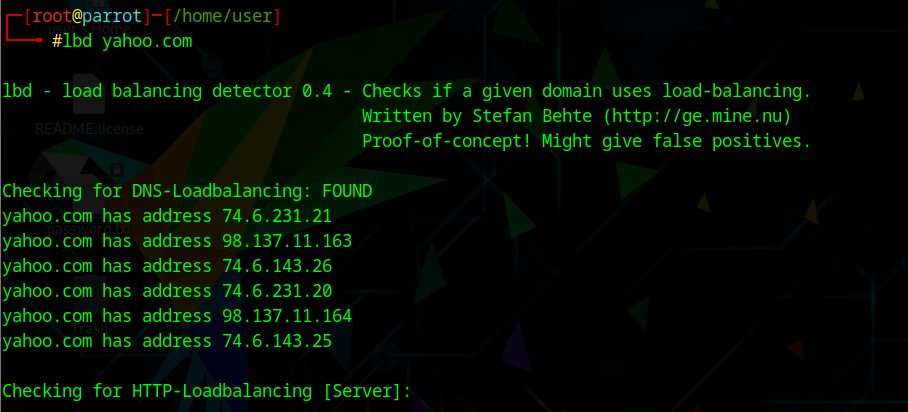 ┌─[root@parrot]─[/home/user]
└──╼ #lbd yahoo.com
lbd - load balancing detector 0.4 - Checks if a given domain uses load-balancing.
Written by Stefan Behte (http://ge.mine.nu)
Proof-of-concept! Might give false positives.
README.license
Checking for DNS-Loadbalancing: FOUND
yahoo.com has address 74.6.231.21
password.txt
yahoo.com has address 98.137.11.163
yahoo.com has address 74.6.143.26
yahoo.com has address 74.6.231.20
yahoo.com has address 98.137.11.164
Trash
yahoo.com has address 74.6.143.25
Checking for HTTP-Loadbalancing [Server]: